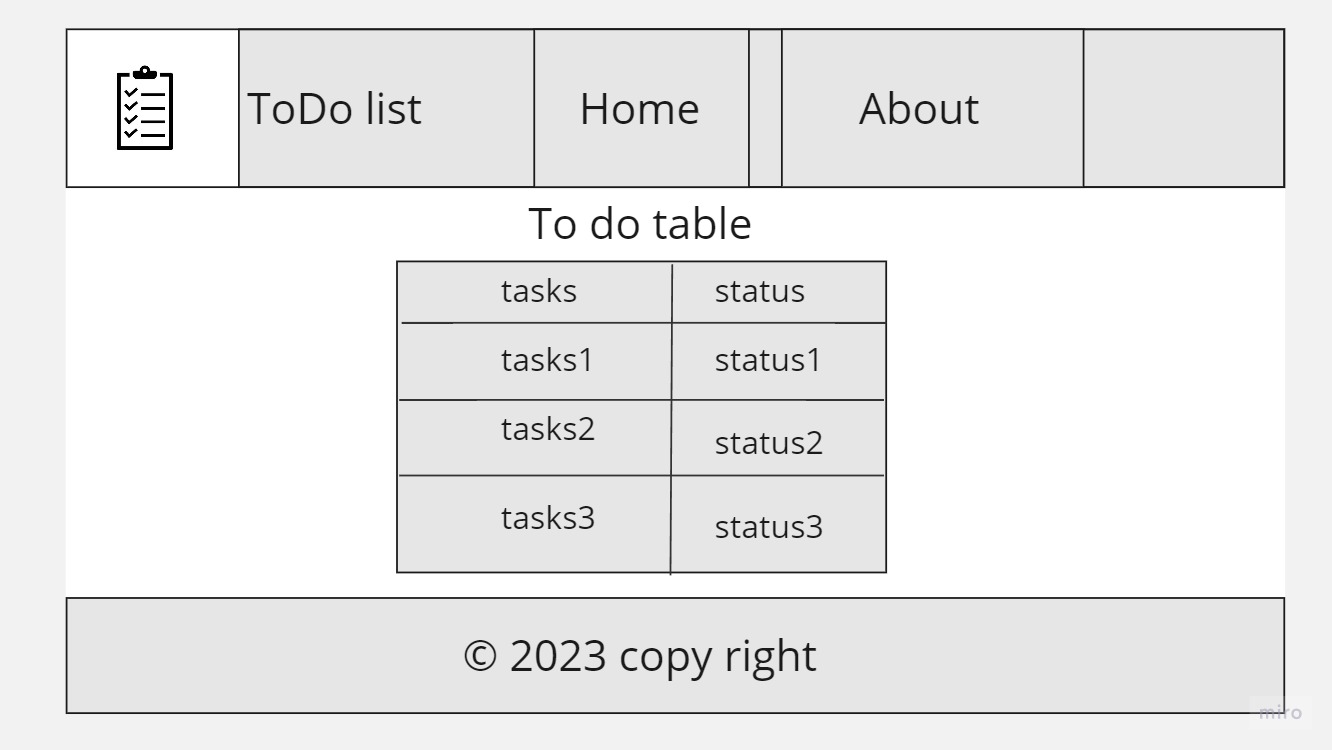 ToDo list Home About
To do table
tasks status
tasks1 status1
tasks2 status2
tasks3 status3
© 2023 copy right
miro